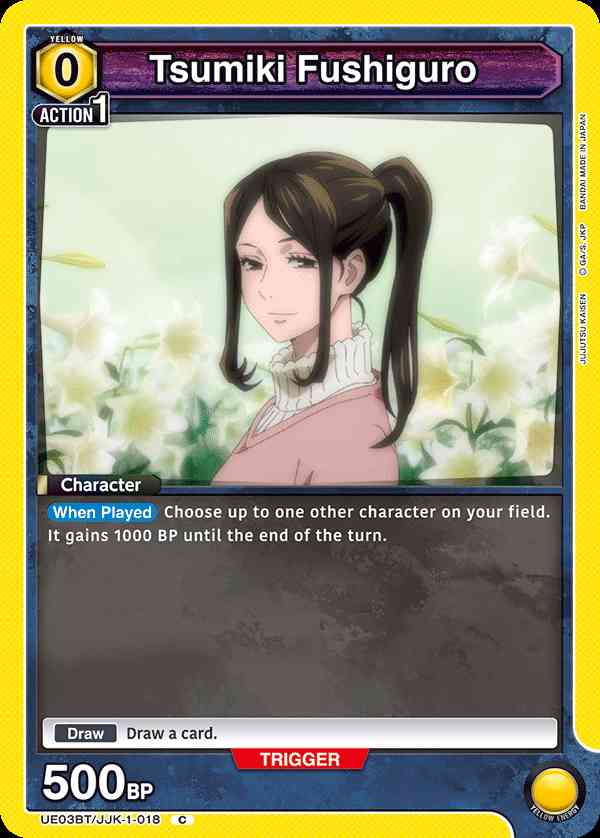 YELLOW
0
Tsumiki Fushiguro
ACTION 1
JUJUTSU KAISEN © GA/S, JKP BANDAI MADE IN JAPAN
Character
When Played Choose up to one other character on your field.
It gains 1000 BP until the end of the turn.
Draw Draw a card.
TRIGGER
500BP
YELLOW ENERGY
UE03BT/JJK-1-018 C